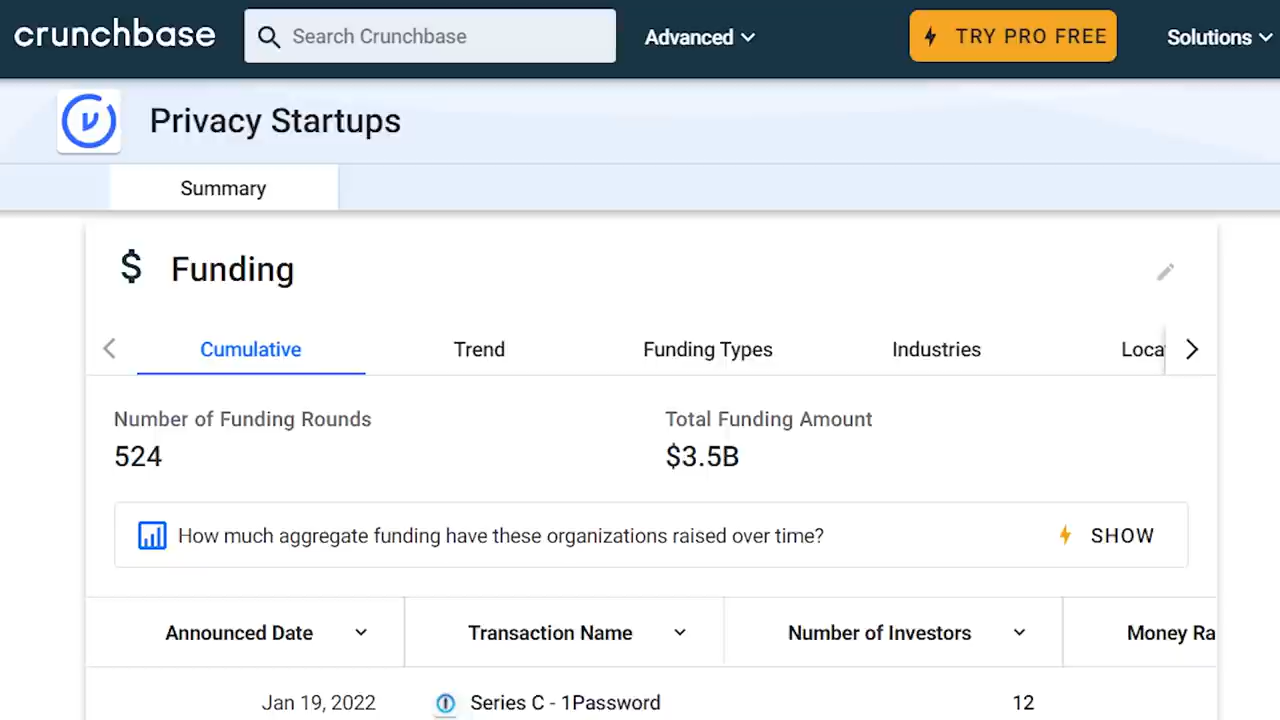 crunchbase Search Crunchbase Advanced TRY PRO FREE Solutions
Privacy Startups
Summary
$ Funding
Cumulative Trend Funding Types Industries Loca
Number of Funding Rounds Total Funding Amount
524 $3.5B
How much aggregate funding have these organizations raised over time? SHOW
Announced Date Transaction Name Number of Investors Money Ra
Jan 19, 2022 Series C - 1Password 12